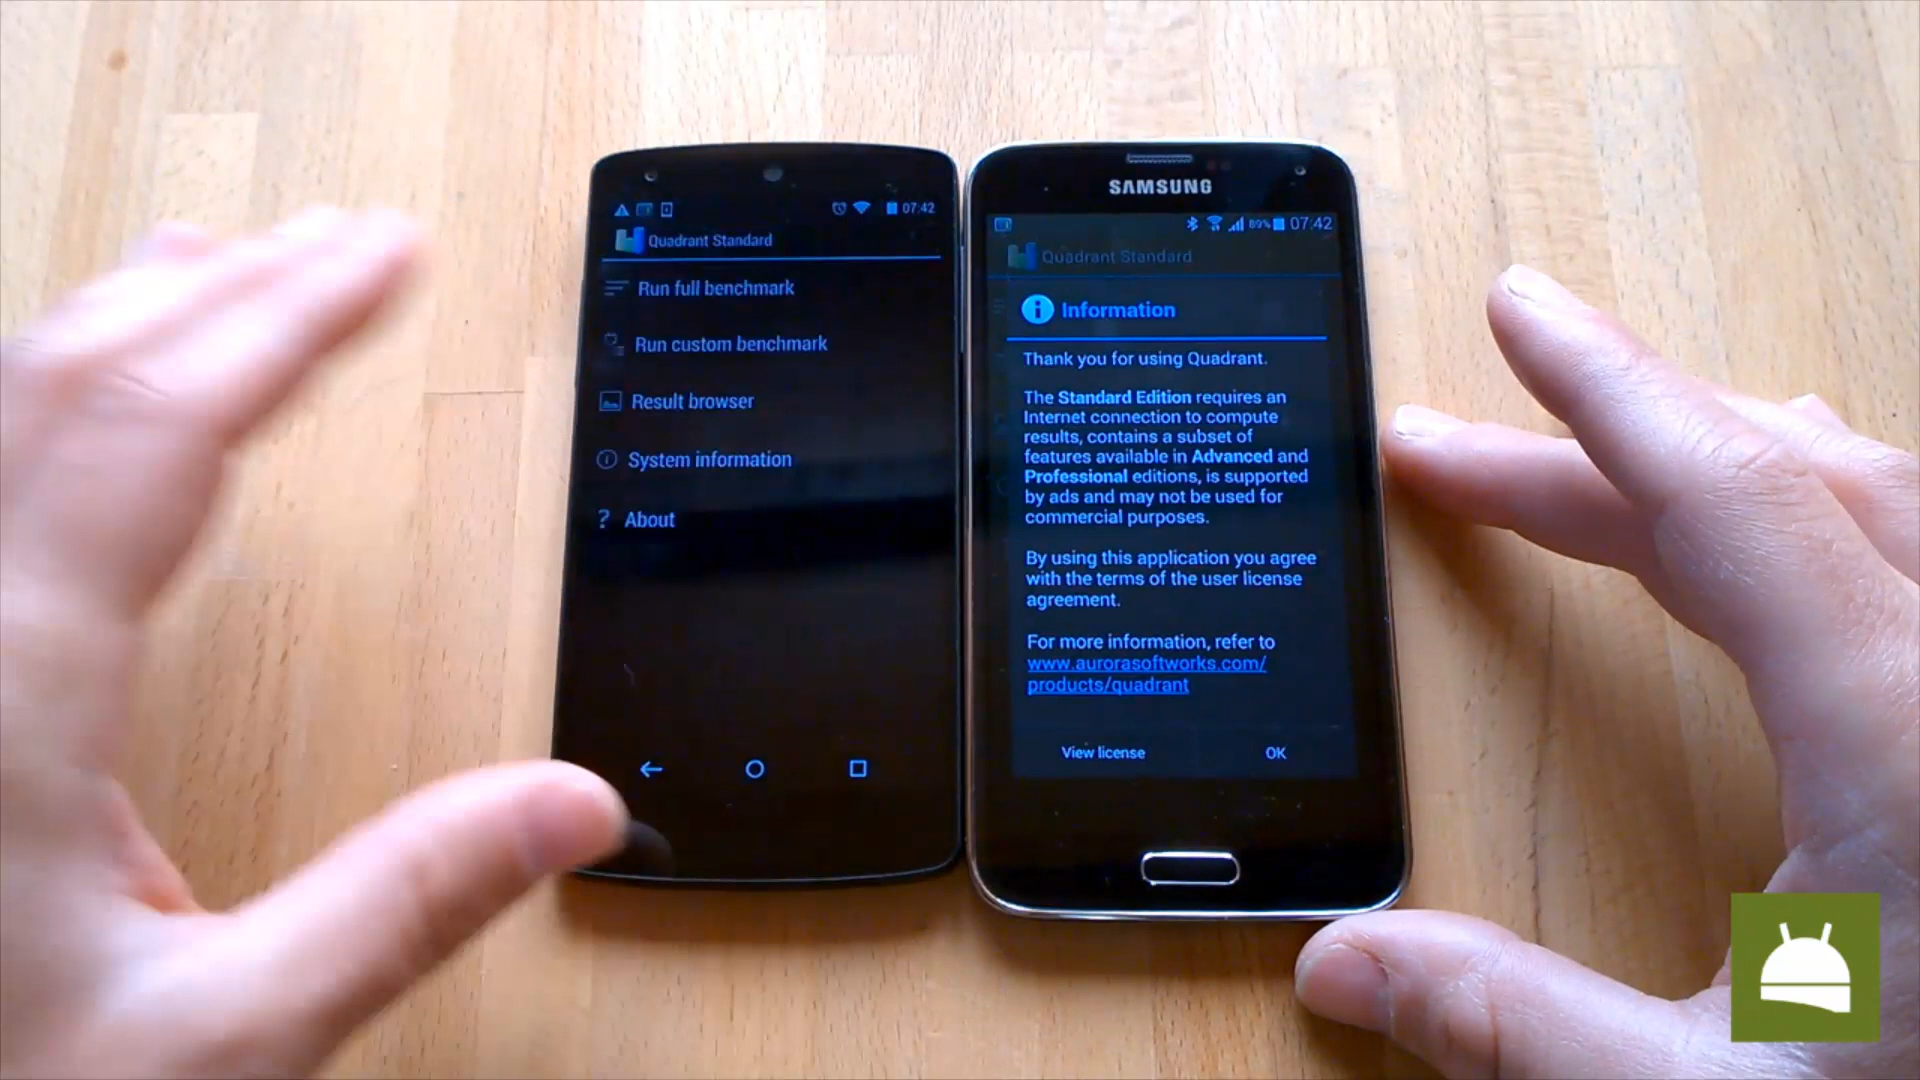 07:42
Quadrant Standard
Run full benchmark
Run custom benchmark
Result browser
System information
? About
SAMSUNG
89% 07:42
Quadrant Standard
Information
Thank you for using Quadrant.
The Standard Edition requires an
Internet connection to compute
results, contains a subset of
features available in Advanced and
Professional editions, is supported
by ads and may not be used for
commercial purposes.
By using this application you agree
with the terms of the user license
agreement.
For more information, refer to
www.aurorasoftworks.com/
products/quadrant
View license OK